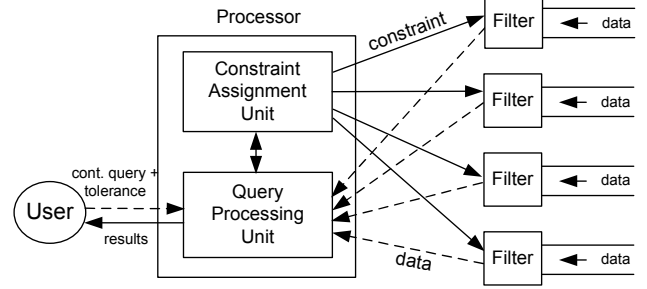 Processor
constraint
Filter
data
Constraint
Assignment
Unit
Filter
data
cont. query +
tolerance
User
results
Query
Processing
Unit
Filter
data
data
Filter
data